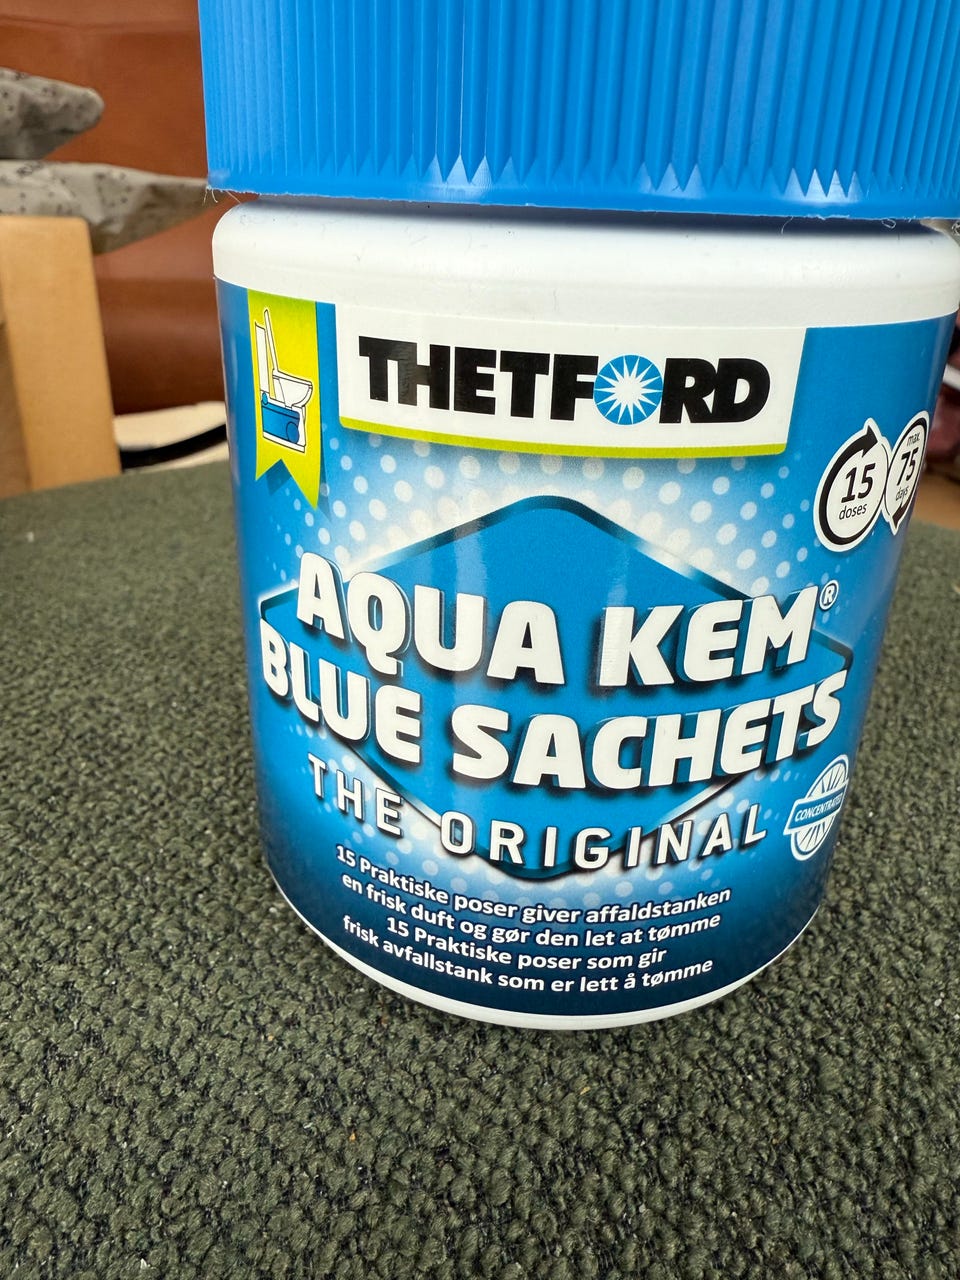 THETFORD
15
doses
max.
75
days
AQUA KEM®
BLUE SACHETS
THE ORIGINAL
CONCENTRATED
15 Praktiske poser giver affaldstanken
en frisk duft og gør den let at tømme
15 Praktiske poser som gir
frisk avfallstank som er lett å tømme